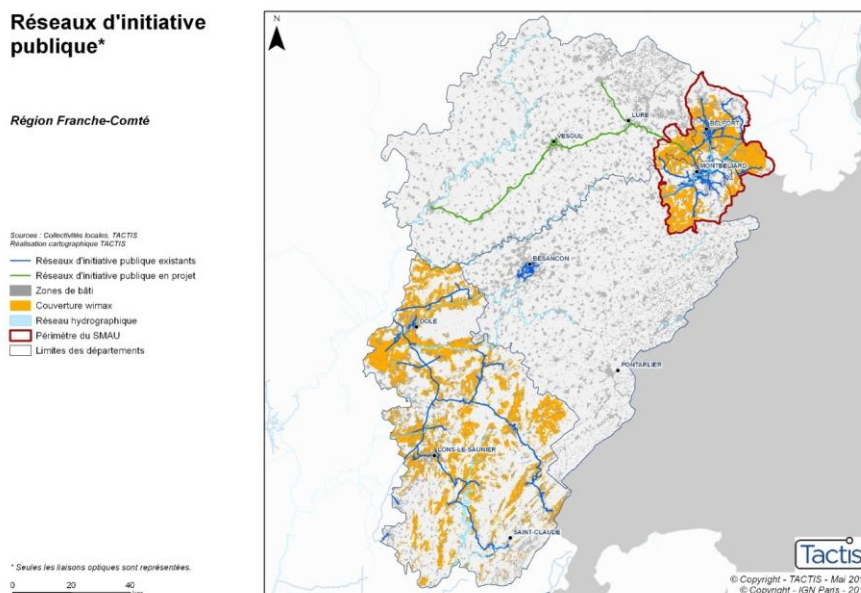 Réseaux d'initiative
publique*
Région Franche-Comté
Sources : Collectivités locales, TACTIS
Réalisation cartographique TACTIS
Réseaux d'initiative publique existants
Réseaux d'initiative publique en projet
Zones de bâti
Couverture wimax
Réseau hydrographique
Périmètre du SMAU
Limites des départements
* Seules les liaisons optiques sont représentées.
0 20 40
N
LURE
BELFORT
VESOUL
MONTBELIARD
BESANCON
DOLE
PONTARLIER
LONS-LE-SAUNIER
SAINT-CLAUDE
Tactis
© Copyright - TACTIS - Mai 20
© Copyright - IGN Paris - 20